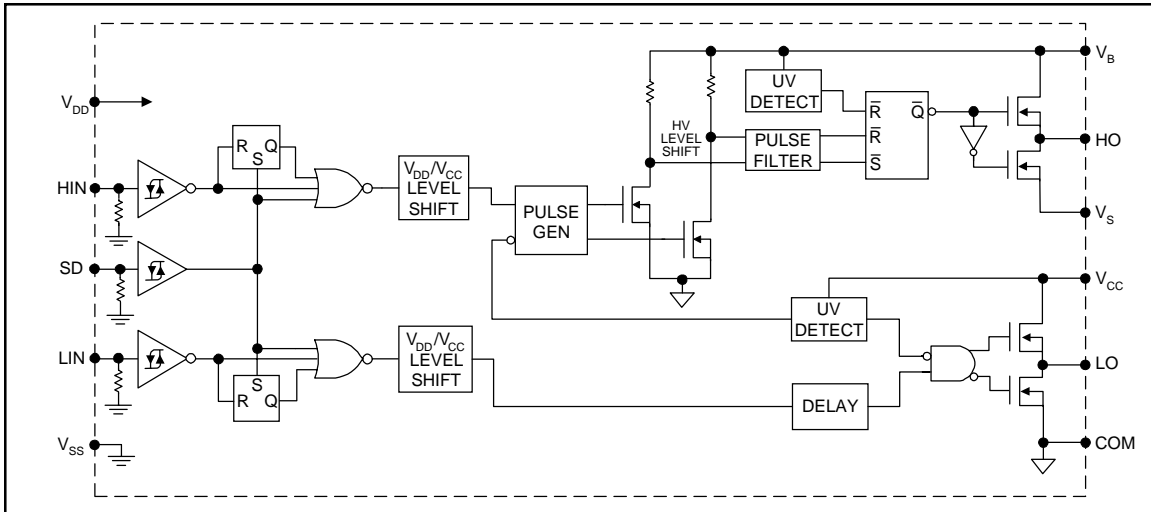 V_B
UV
DETECT
V_DD
R̅ Q̅
HV
LEVEL
SHIFT
R̅
PULSE
FILTER
S̅
HO
R Q
S
V_DD/V_CC
LEVEL
SHIFT
HIN
PULSE
GEN
V_S
SD
V_CC
UV
DETECT
V_DD/V_CC
LEVEL
SHIFT
LIN
LO
S
R Q
DELAY
V_SS
COM